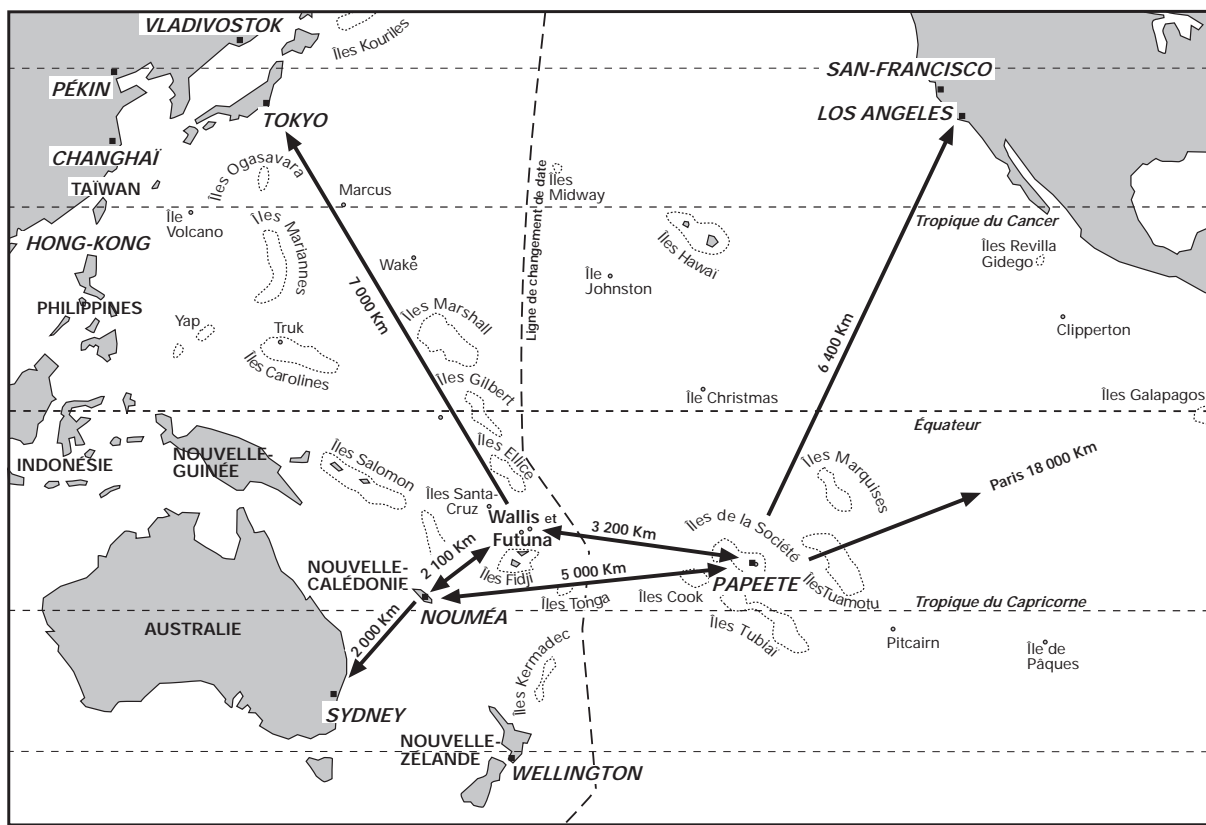 VLADIVOSTOK
Îles Kouriles
PÉKIN
SAN-FRANCISCO
TOKYO
LOS ANGELES
CHANGHAÏ
Îles Ogasavara
TAÏWAN
Marcus
Îles
Midway
Ligne de changement de date
Île
Volcano
Îles Mariannes
Tropique du Cancer
HONG-KONG
Îles Hawaï
Îles Revilla
Gidego
Wake
Île
Johnston
7 000 Km
PHILIPPINES
Îles Marshall
Yap
Truk
Clipperton
6 400 Km
Îles Carolines
Îles Gilbert
Île Christmas
Îles Galapagos
Équateur
INDONÉSIE
NOUVELLE-
GUINÉE
Îles Salomon
Îles Ellice
Îles Marquises
Paris 18 000 Km
Îles Santa-
Cruz
Wallis et
Futuna
3 200 Km
Îles de la Société
NOUVELLE-
CALÉDONIE
2 100 Km
Îles Fidji
5 000 Km
PAPEETE
Îles Tuamotu
NOUMÉA
Îles Tonga
Îles Cook
Tropique du Capricorne
AUSTRALIE
2 000 Km
Îles Tubiaï
Pitcairn
Île de
Pâques
Îles Kermadec
SYDNEY
NOUVELLE-
ZÉLANDE
WELLINGTON